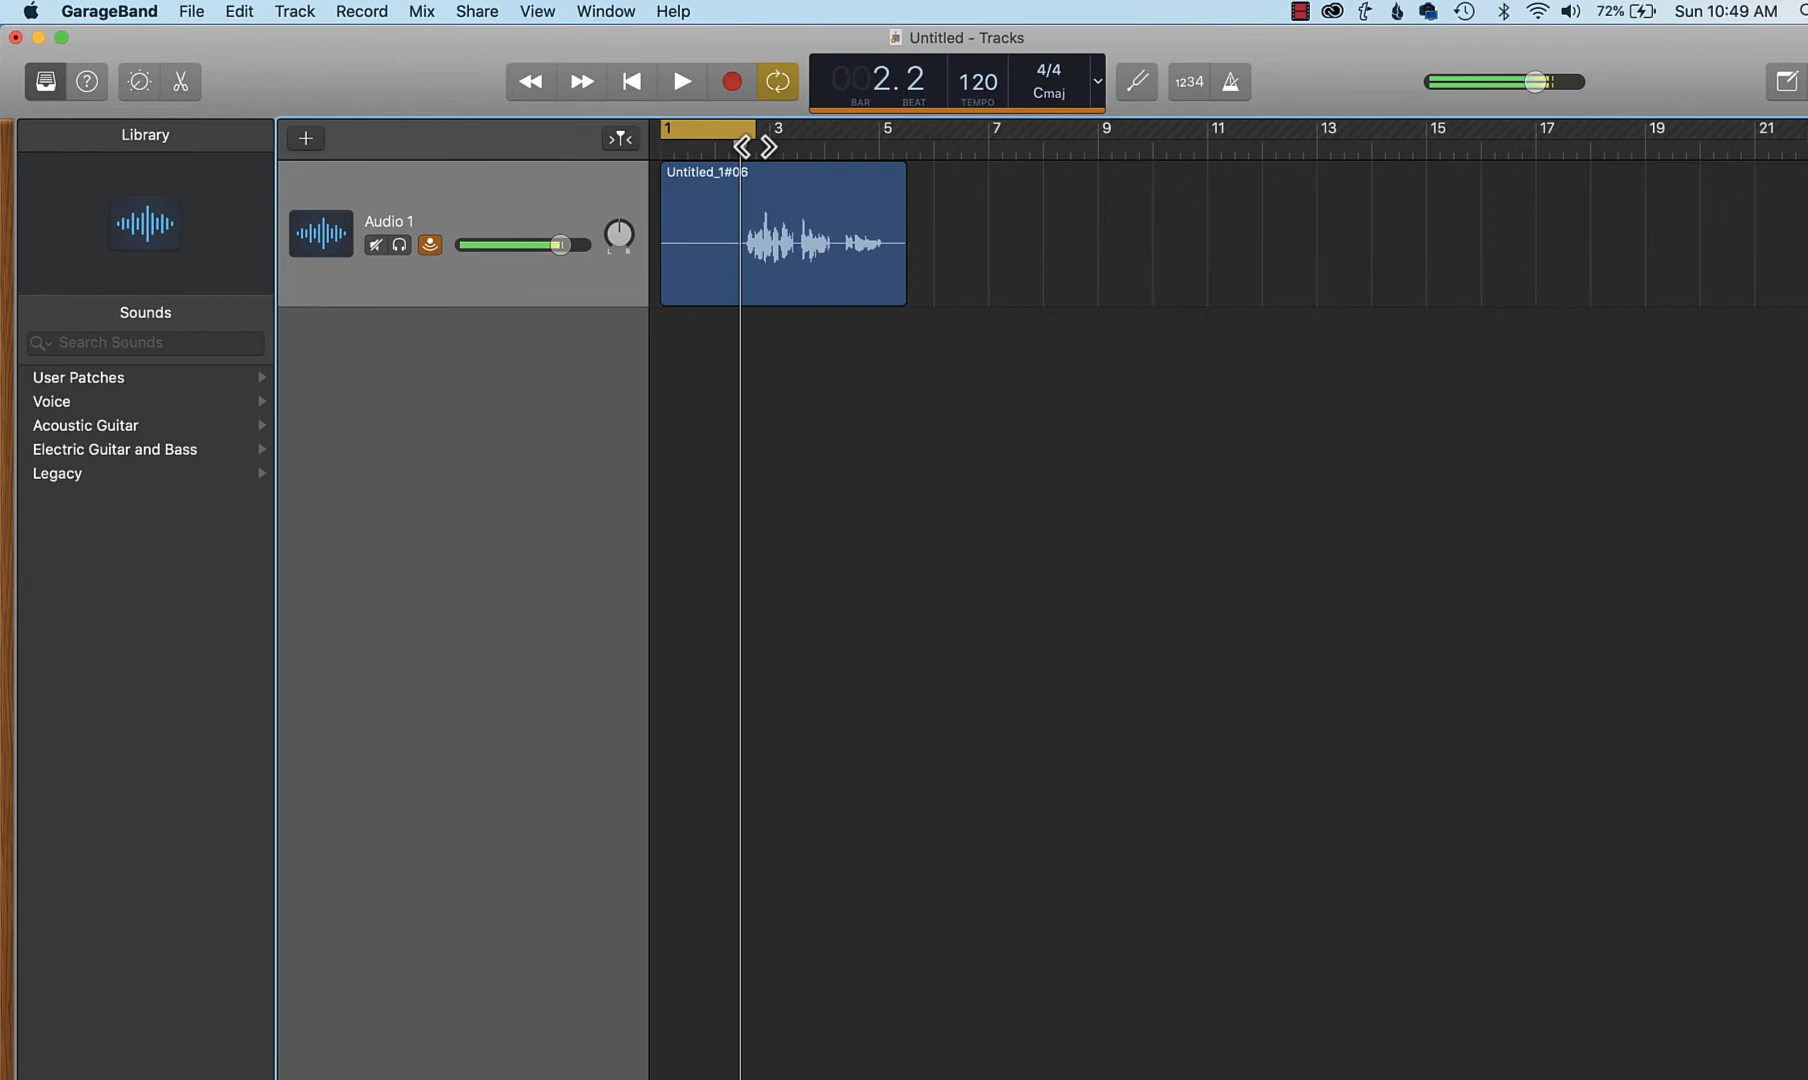 GarageBand File Edit Track Record Mix Share View Window Help 72% Sun 10:49 AM
Untitled - Tracks
002.2 120 4/4 Cmaj
BAR BEAT TEMPO
1234
Library
1 3 5 7 9 11 13 15 17 19 21
Untitled_1#06
Audio 1
L R
Sounds
Search Sounds
User Patches
Voice
Acoustic Guitar
Electric Guitar and Bass
Legacy